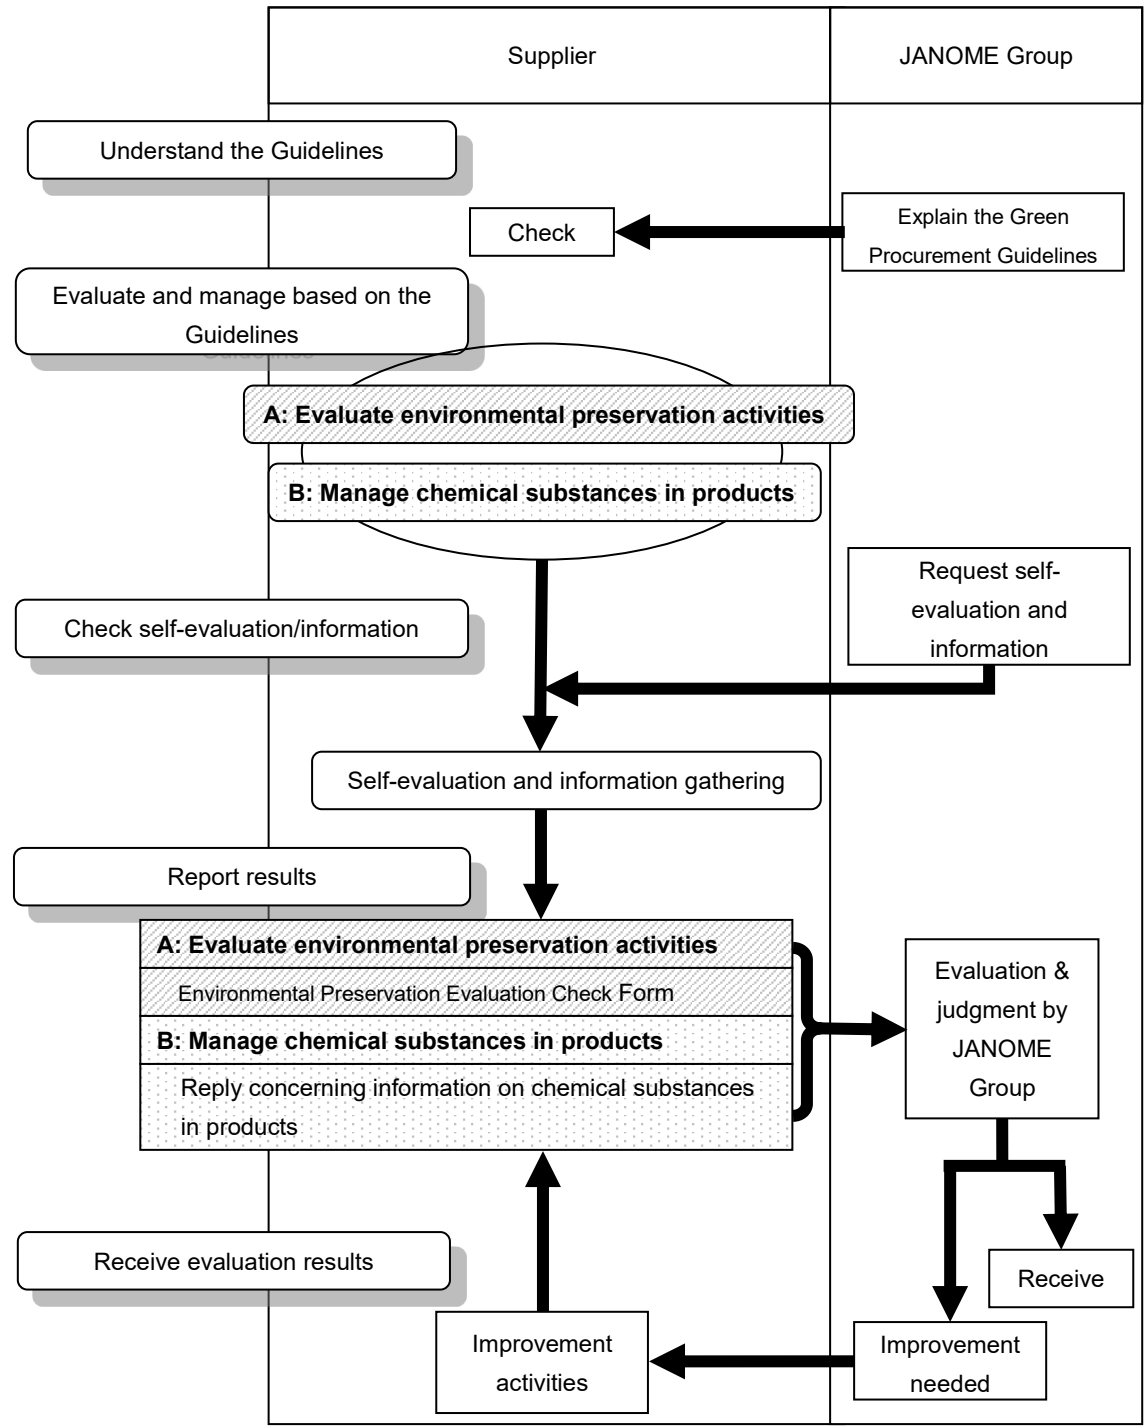 Supplier
JANOME Group
Understand the Guidelines
Check
Explain the Green
Procurement Guidelines
Evaluate and manage based on the
Guidelines
A: Evaluate environmental preservation activities
B: Manage chemical substances in products
Request self-
evaluation and
information
Check self-evaluation/information
Self-evaluation and information gathering
Report results
A: Evaluate environmental preservation activities
Environmental Preservation Evaluation Check Form
B: Manage chemical substances in products
Reply concerning information on chemical substances
in products
Evaluation &
judgment by
JANOME
Group
Receive evaluation results
Receive
Improvement
activities
Improvement
needed